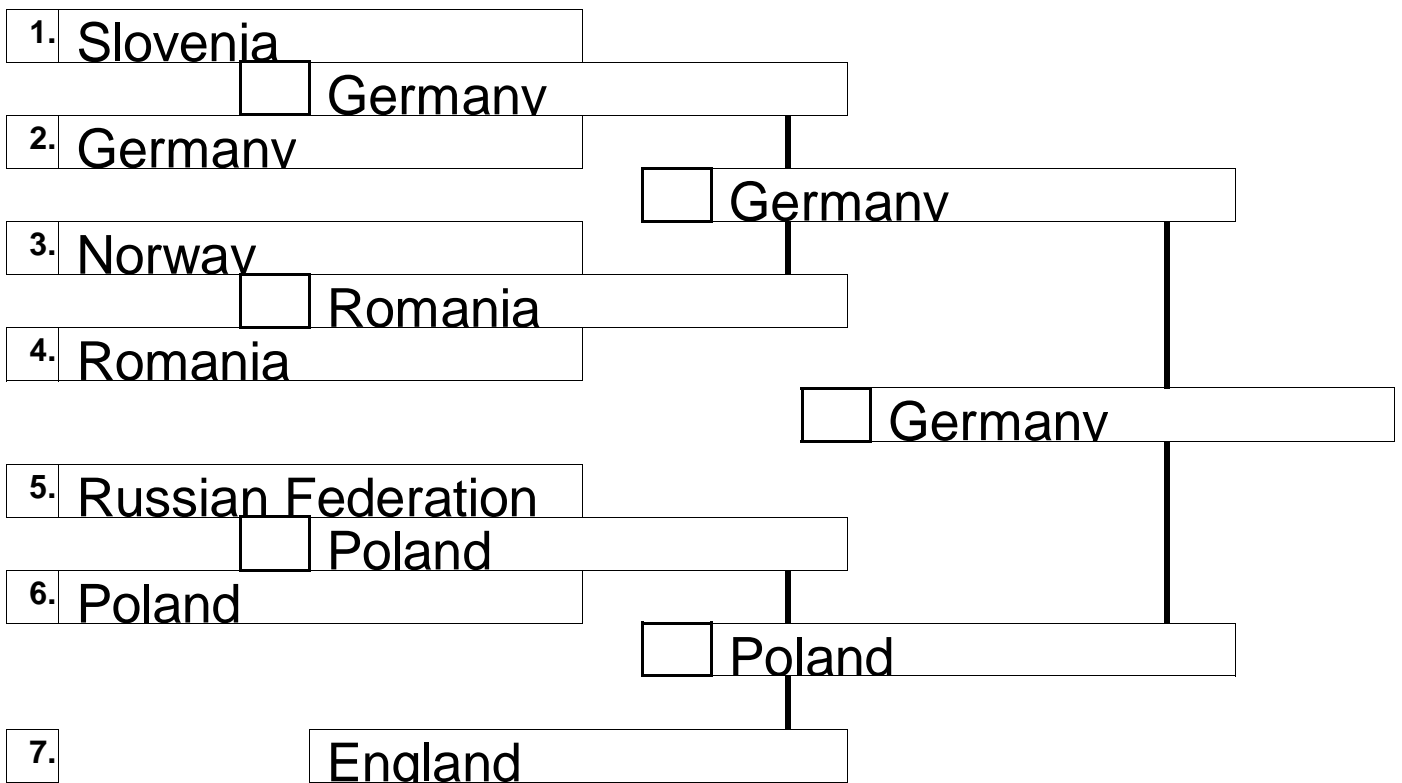 1. Slovenia
Germany
2. Germany
Germany
3. Norway
Romania
4. Romania
Germany
5. Russian Federation
Poland
6. Poland
Poland
7. England